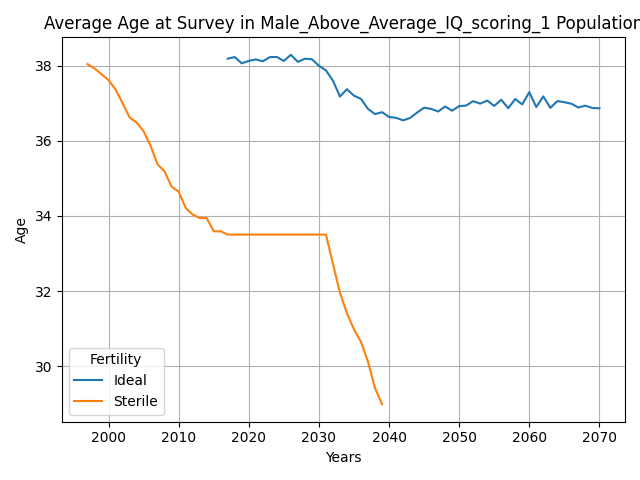 Average Age at Survey in Male_Above_Average_IQ_scoring_1 Population
38
36
34
32
30
Age
Fertility
Ideal
Sterile
2000 2010 2020 2030 2040 2050 2060 2070
Years